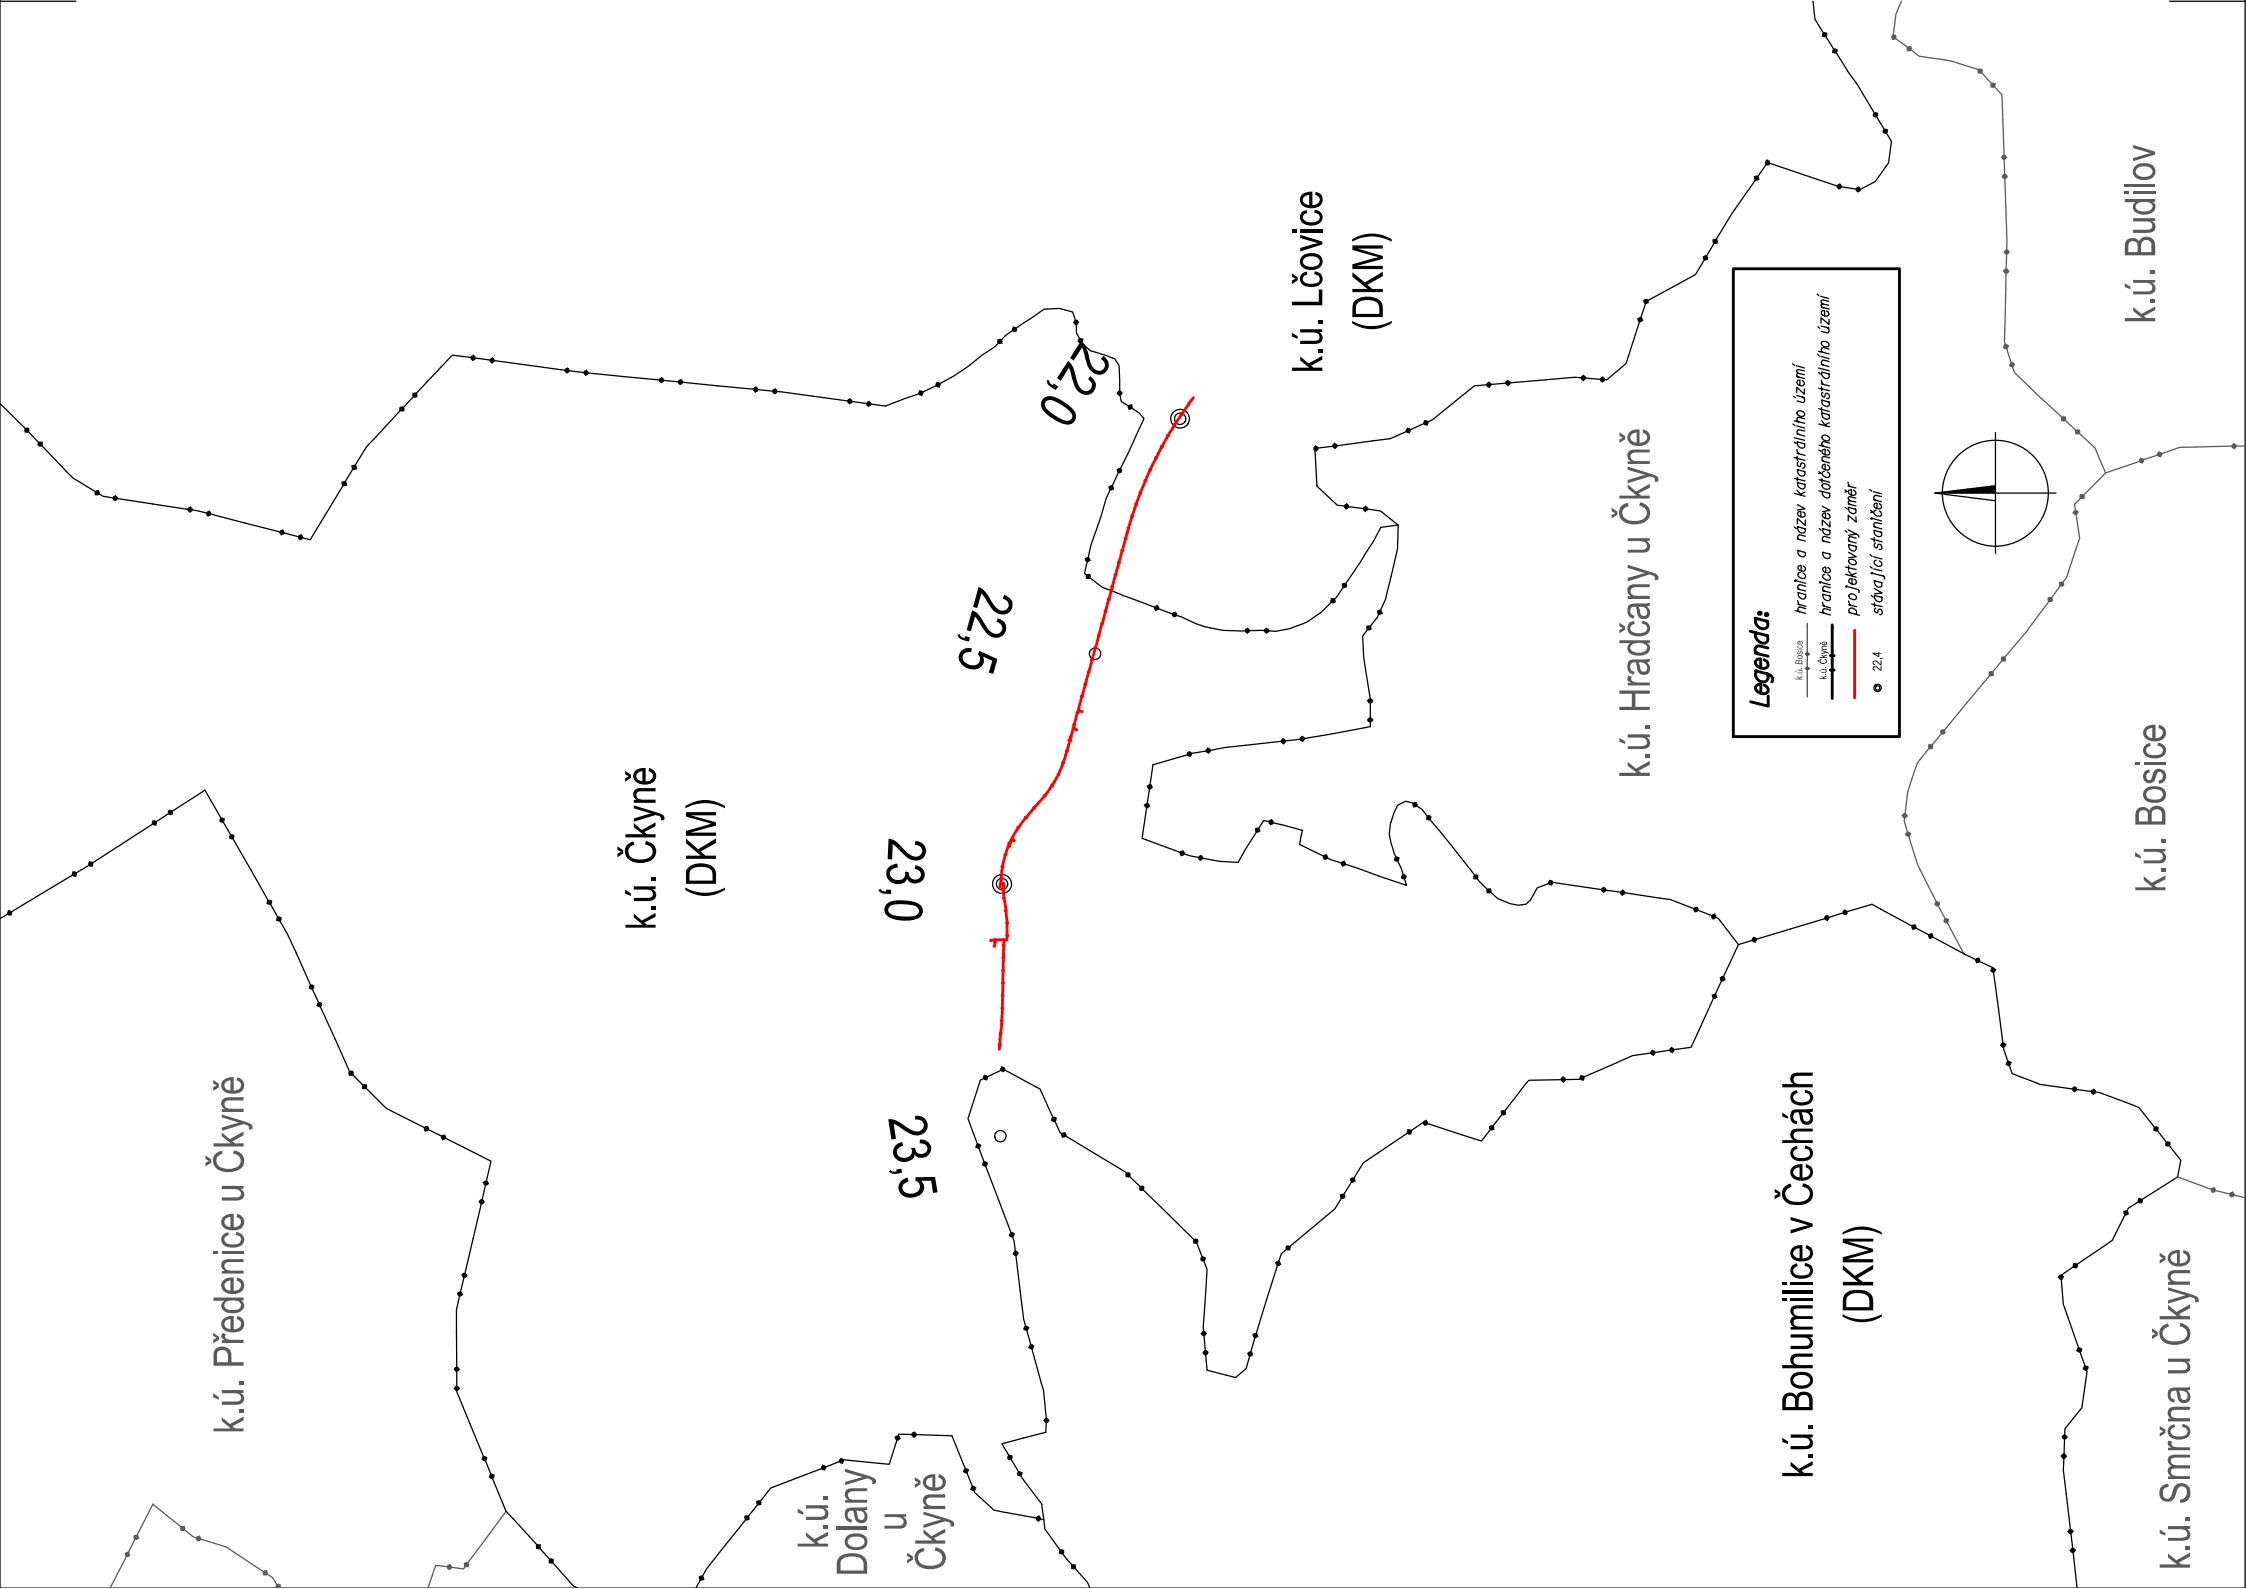 k.ú. Předenice u Čkyně
k.ú. Čkyně
(DKM)
k.ú.
Dolany
u
Čkyně
22,0
22,5
23,0
23,5
k.ú. Lčovice
(DKM)
k.ú. Hradčany u Čkyně
k.ú. Bohumilice v Čechách
(DKM)
k.ú. Budilov
k.ú. Bosice
k.ú. Smrčna u Čkyně
Legenda:
k.ú. Bosice hranice a název katastrálního území
k.ú. Čkyně hranice a název dotčeného katastrálního území
projektovaný záměr
22,4 stávající staničení